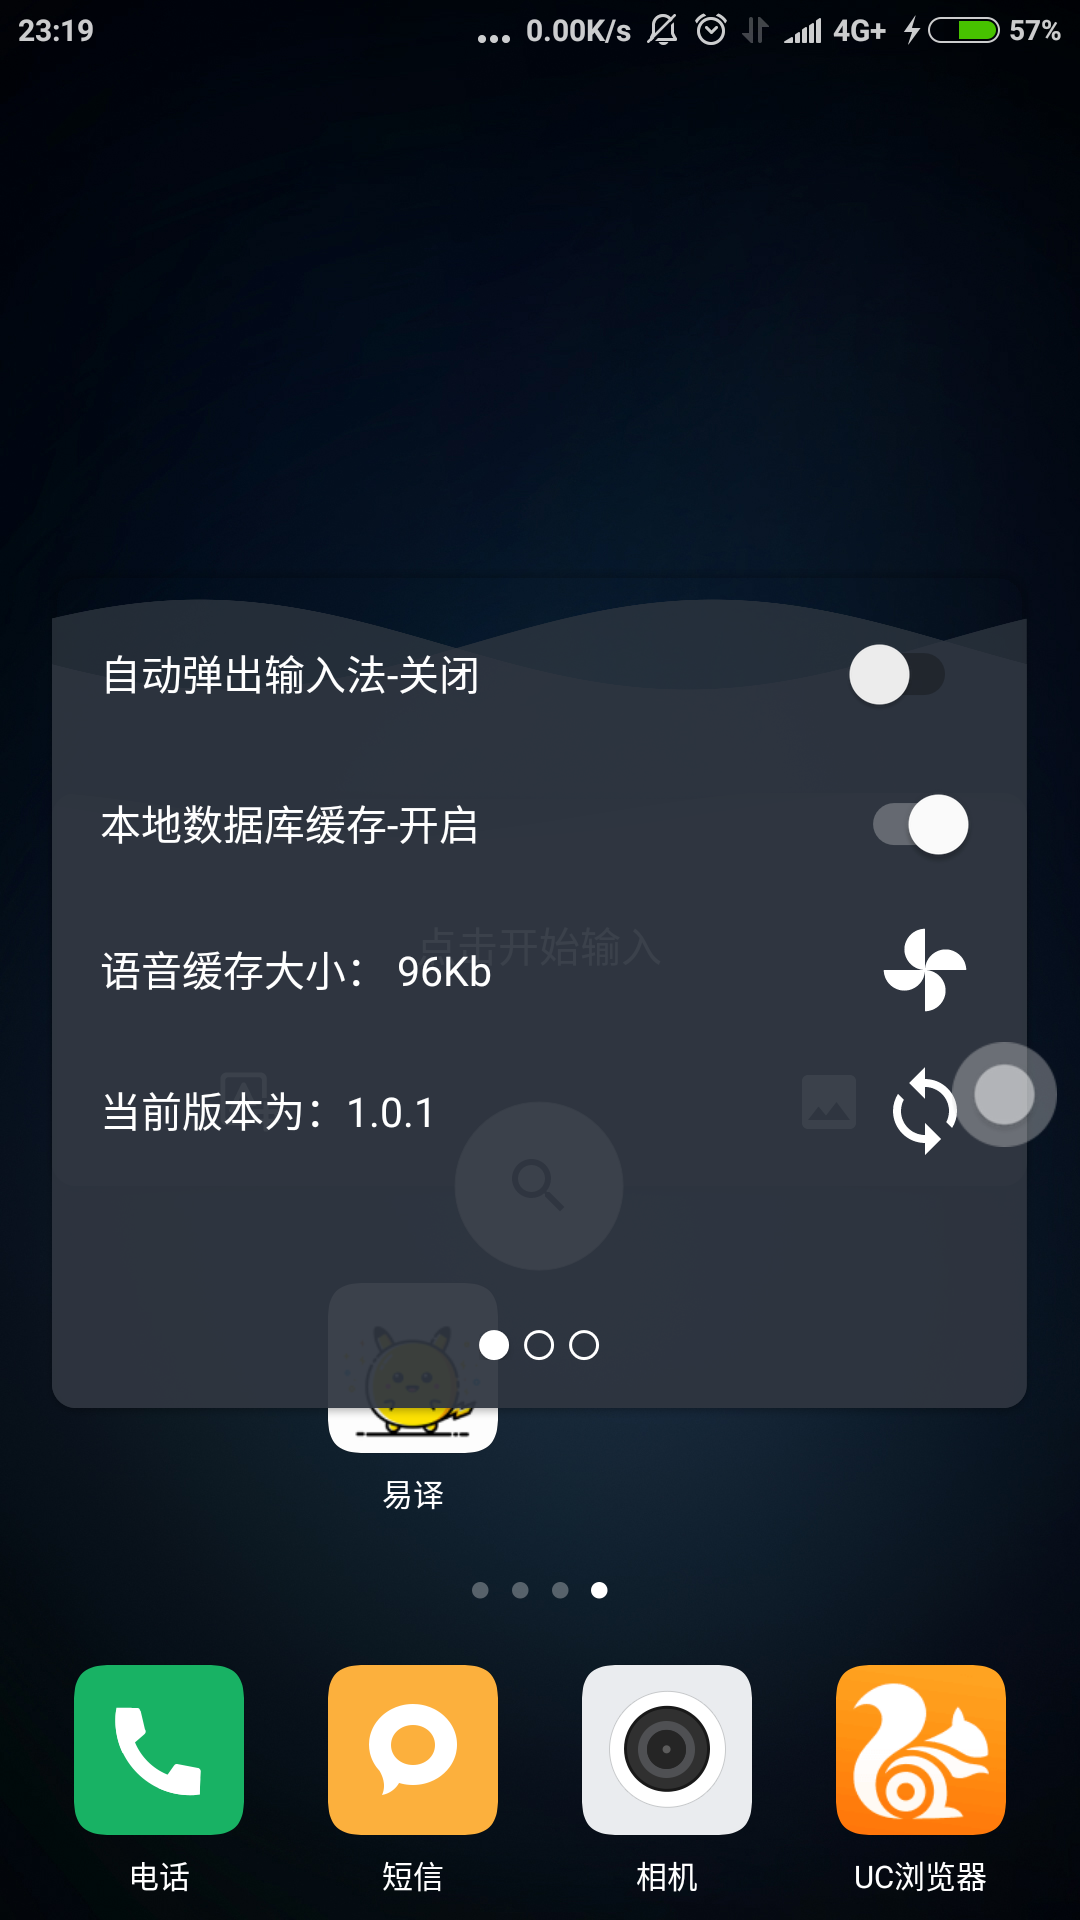 23:19 ... 0.00K/s 4G+ 57%
自动弹出输入法-关闭
本地数据库缓存-开启
点击开始输入
语音缓存大小： 96Kb
当前版本为：1.0.1
易译
电话 短信 相机 UC浏览器